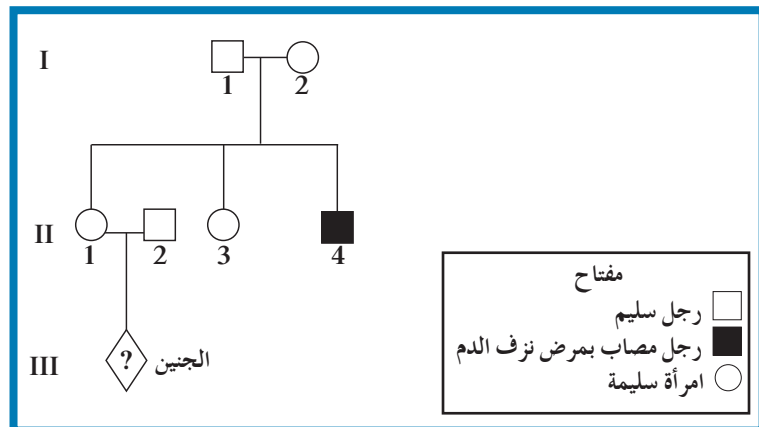 I
1 2
II
1 2 3 4
III
? الجنين
مفتاح
رجل سليم
رجل مصاب بمرض نزف الدم
امرأة سليمة